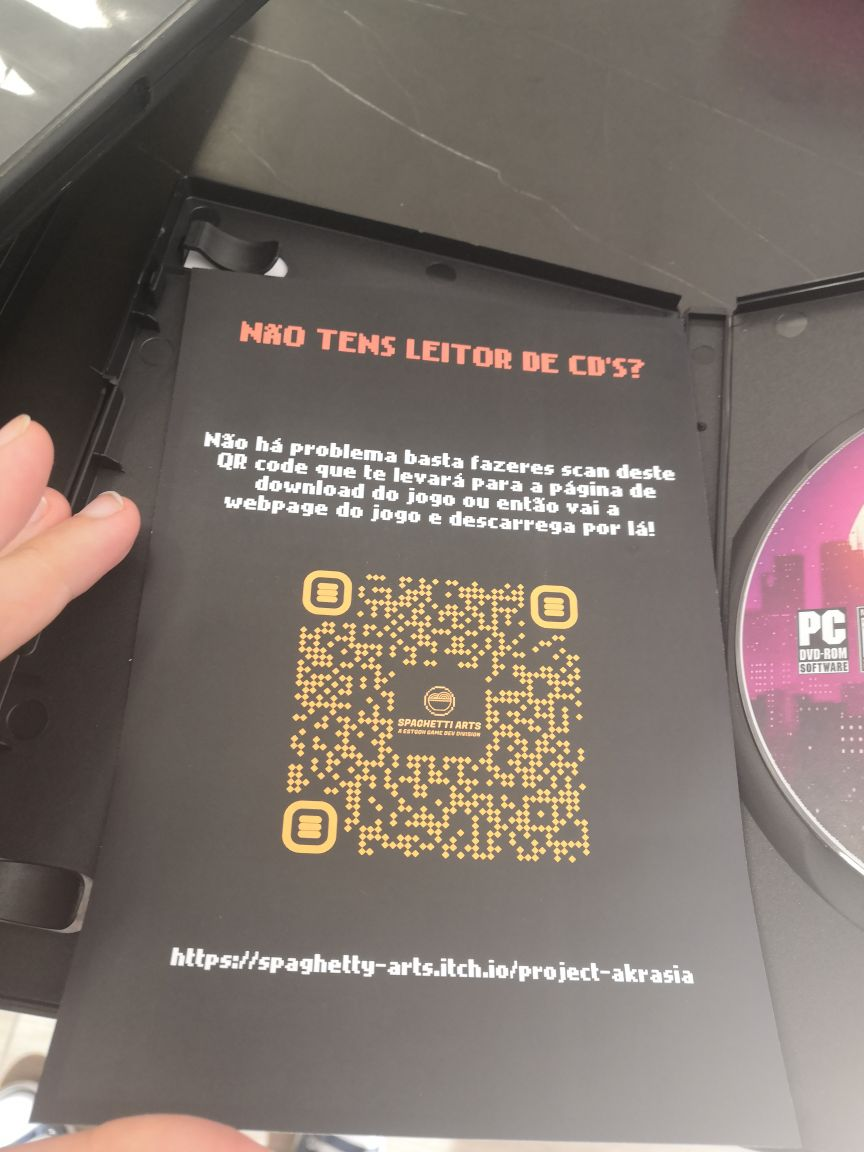 NÃO TENS LEITOR DE CD'S?
Não há problema basta fazeres scan deste
QR code que te levará para a página de
download do jogo ou então vai a
webpage do jogo e descarrega por lá!
SPAGHETTI ARTS
A ESTGOH GAME DEV DIVISION
https://spaghetty-arts.itch.io/project-akrasia
PC
DVD-ROM
SOFTWARE